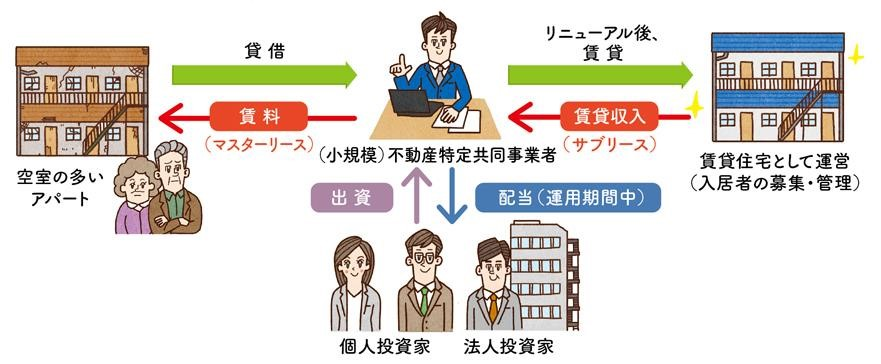 貸借
リニューアル後、
賃貸
賃料
(マスターリース)
賃貸収入
(サブリース)
空室の多い
アパート
(小規模)不動産特定共同事業者
賃貸住宅として運営
(入居者の募集・管理)
出資
配当(運用期間中)
個人投資家
法人投資家